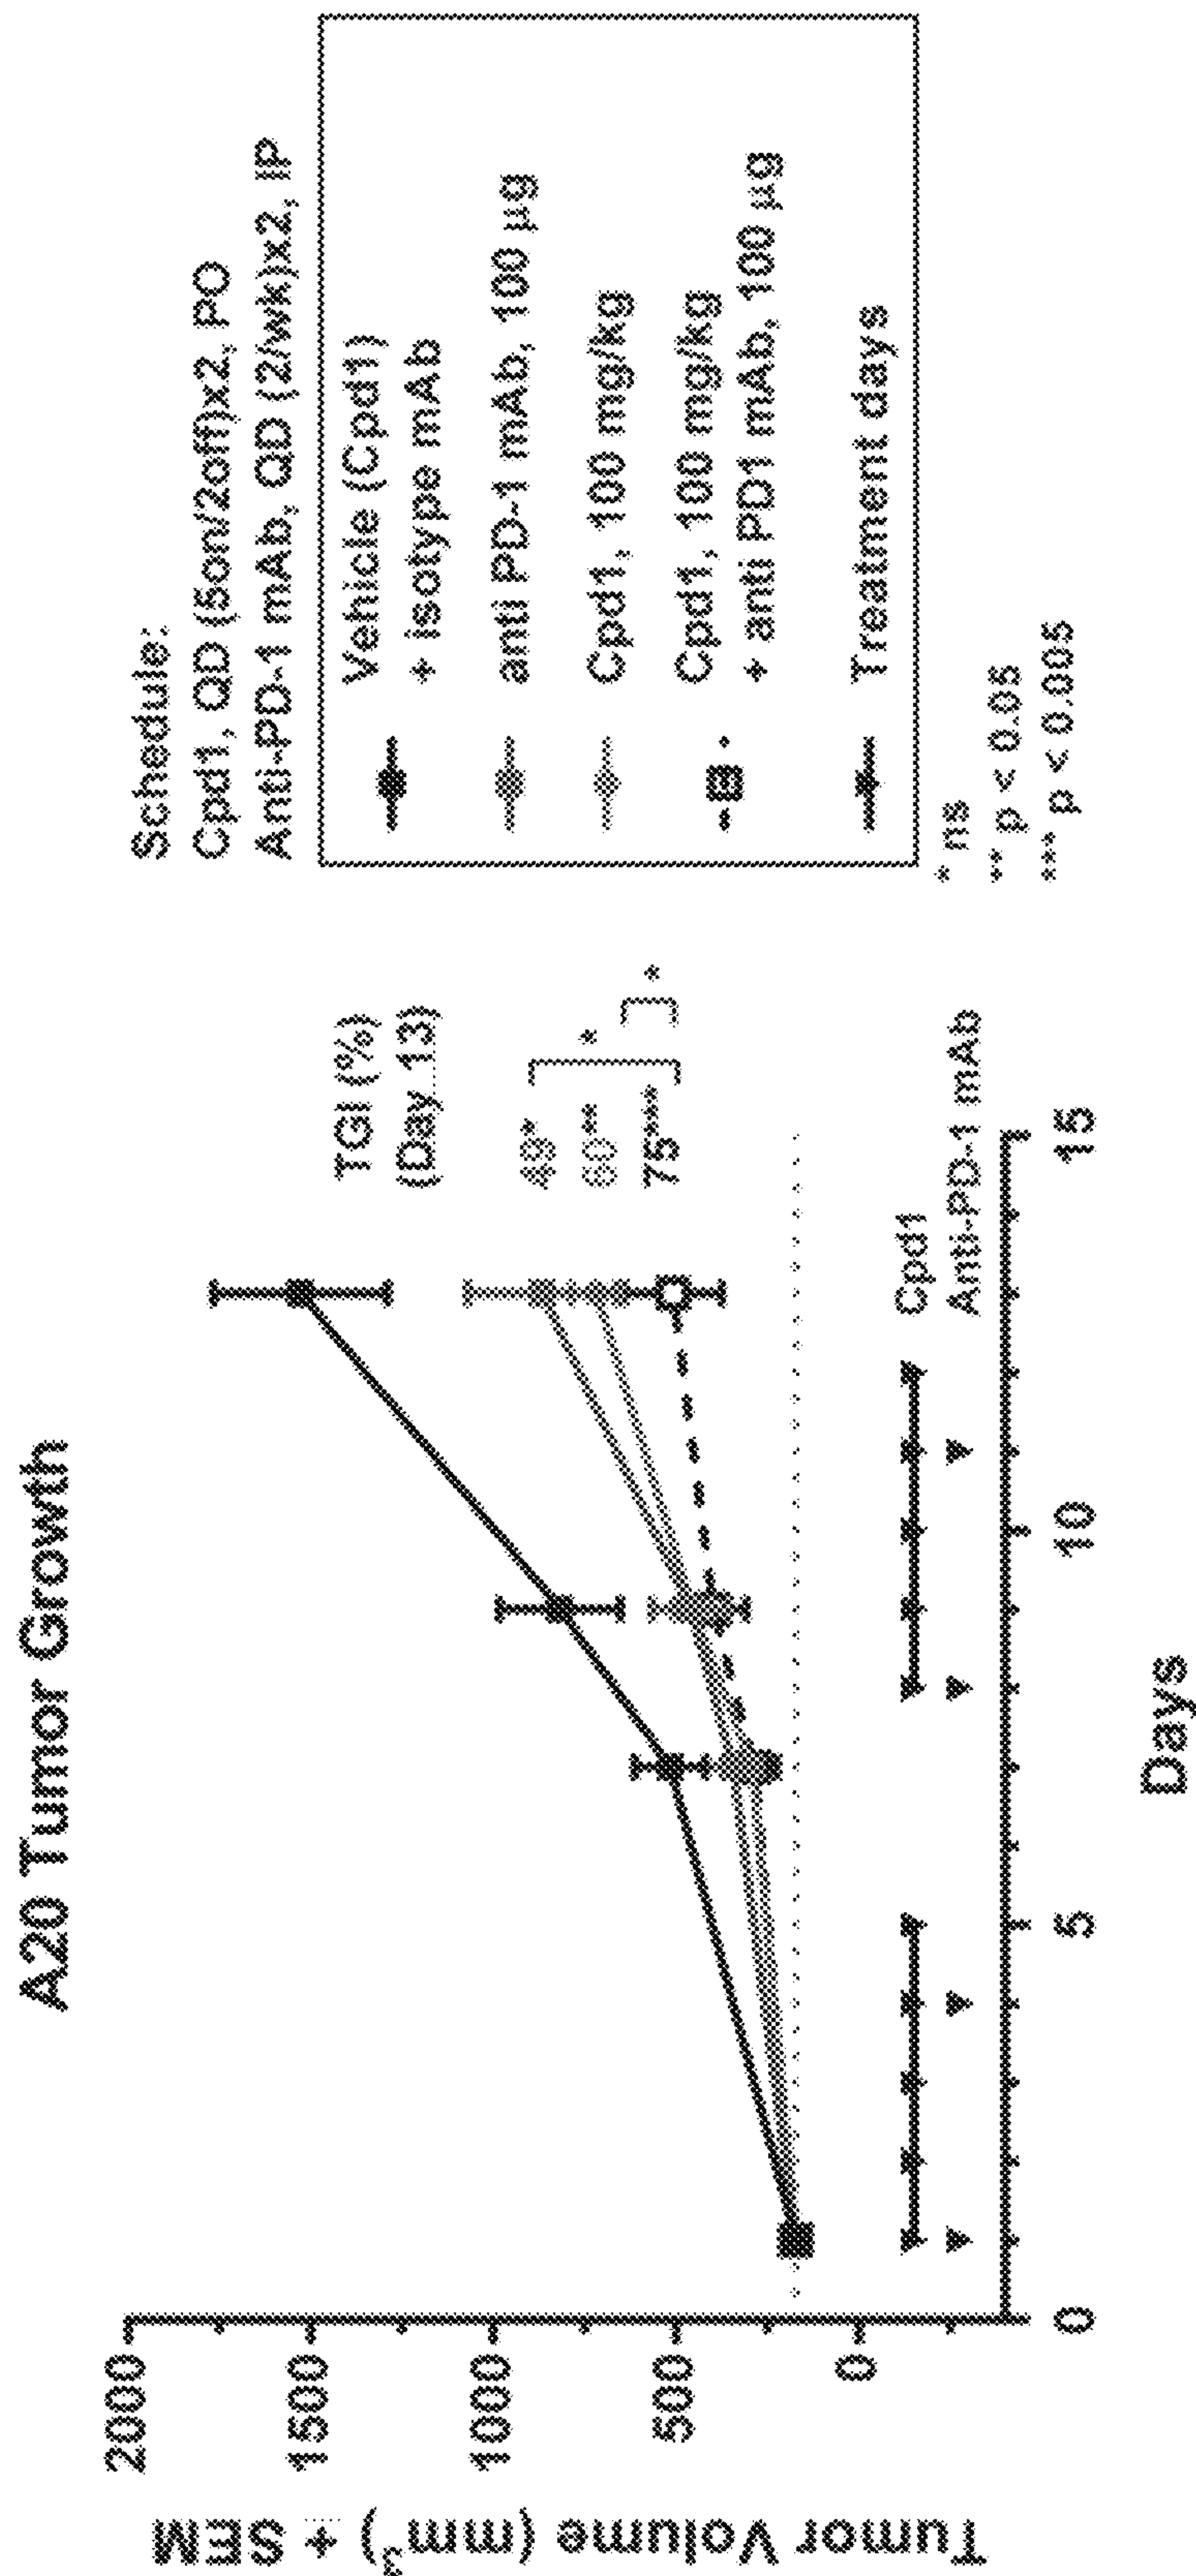 A20 Tumor Growth
Tumor Volume (mm3) ± SEM
2000
1500
1000
500
0
0
5
10
15
Days
Cpd1
Anti-PD-1 mAb
TGI (%)
(Day 13)
49*
60**
75***
*
*
Schedule:
Cpd1, QD (5on/2off)x2, PO
Anti-PD-1 mAb, QD (2/wk)x2, IP
Vehicle (Cpd1)
+ isotype mAb
anti PD-1 mAb, 100 µg
Cpd1, 100 mg/kg
Cpd1, 100 mg/kg
+ anti PD1 mAb, 100 µg
Treatment days
* ns
** p < 0.05
*** p < 0.005